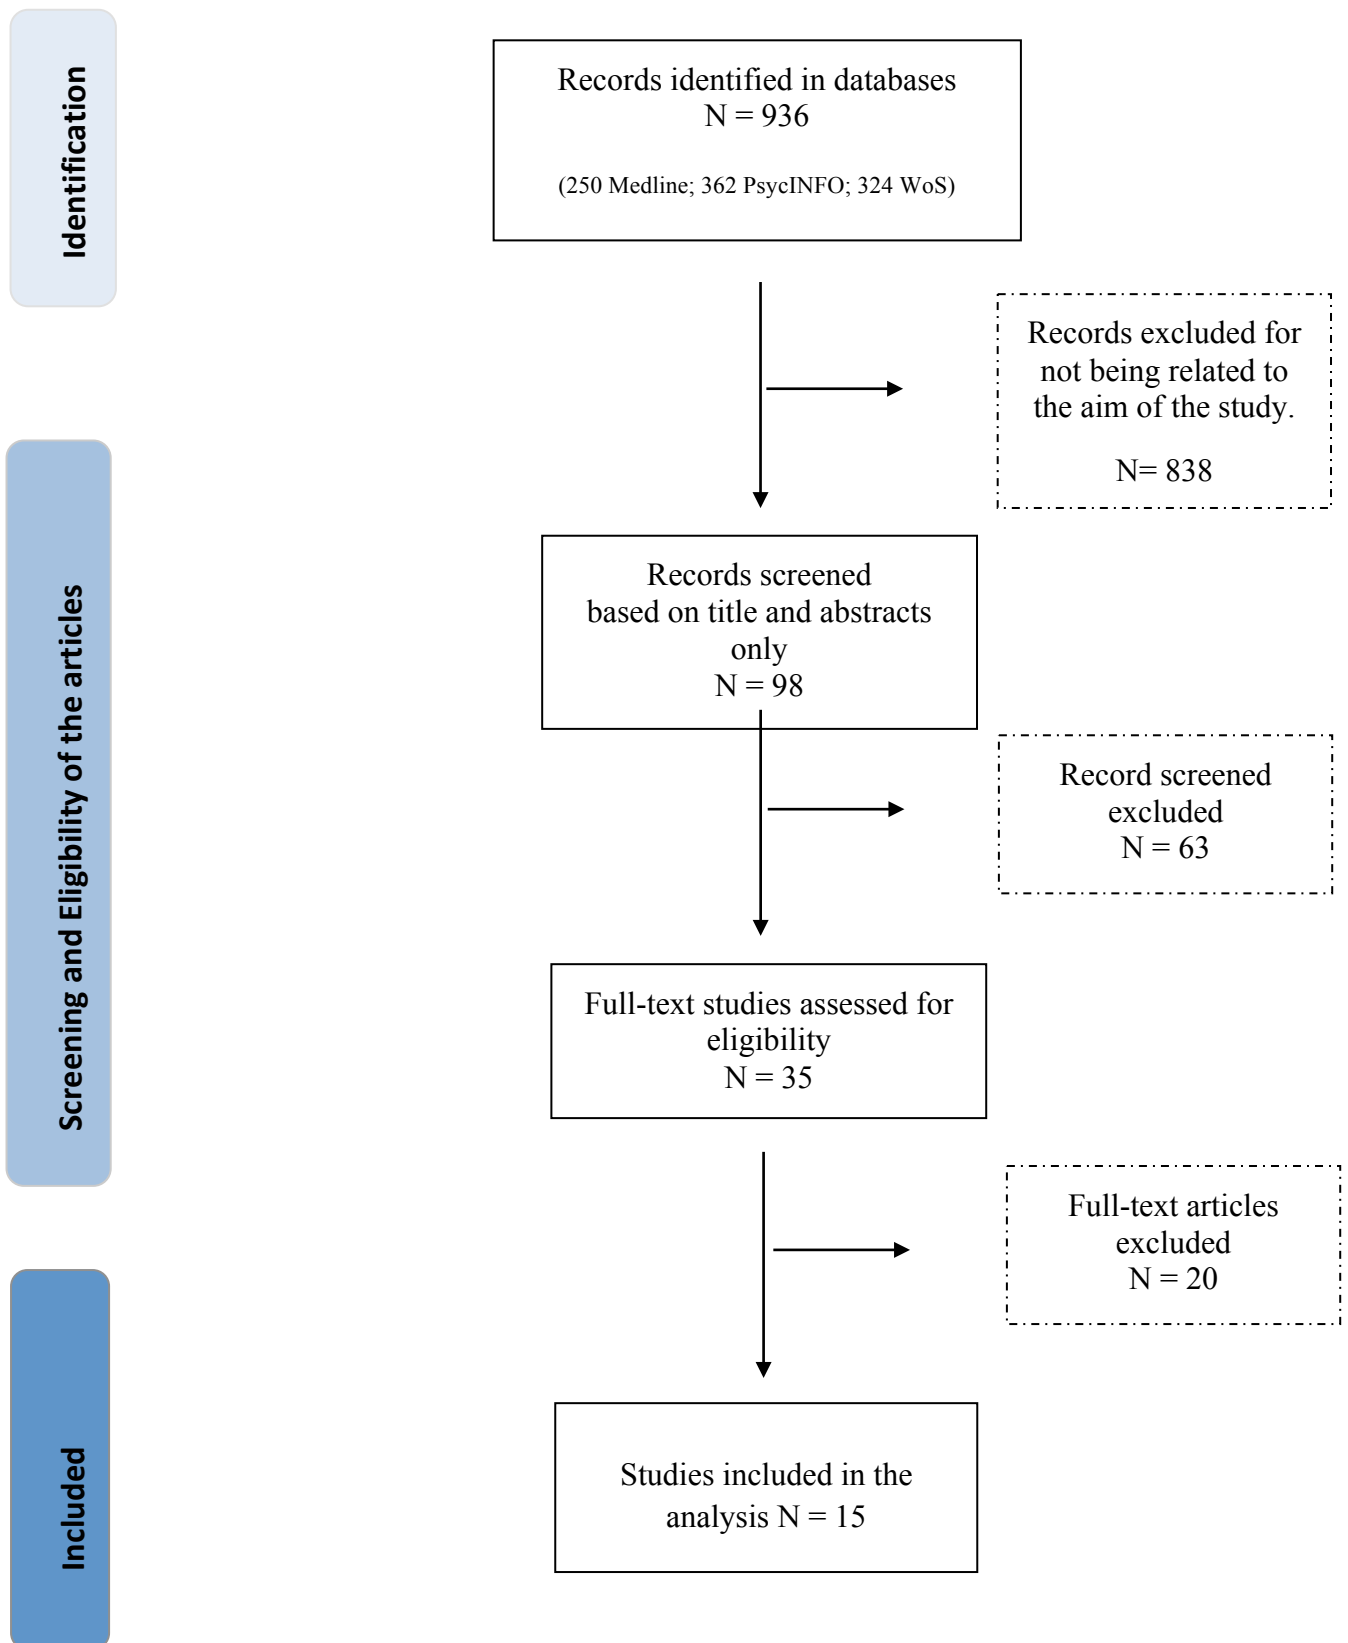 Identification
Records identified in databases
N = 936
(250 Medline; 362 PsycINFO; 324 WoS)
Records excluded for
not being related to
the aim of the study.
N= 838
Screening and Eligibility of the articles
Records screened
based on title and abstracts
only
N = 98
Record screened
excluded
N = 63
Full-text studies assessed for
eligibility
N = 35
Full-text articles
excluded
N = 20
Included
Studies included in the
analysis N = 15